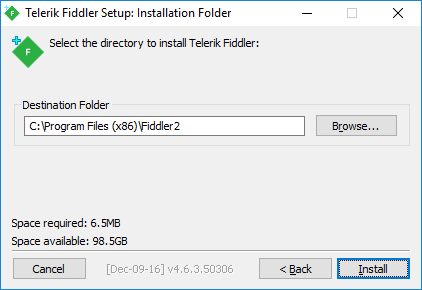 Telerik Fiddler Setup: Installation Folder
F
Select the directory to install Telerik Fiddler:
Destination Folder
C:\Program Files (x86)\Fiddler2
Browse...
Space required: 6.5MB
Space available: 98.5GB
Cancel
[Dec-09-16] v4.6.3.50306
< Back
Install